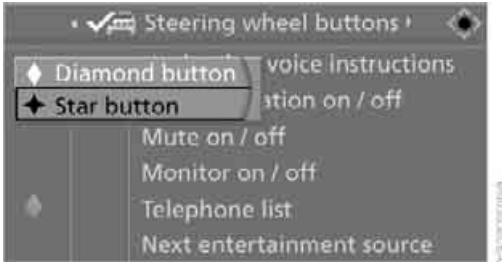 Steering wheel buttons
Diamond button
voice instructions
Star button
ation on / off
Mute on / off
Monitor on / off
Telephone list
Next entertainment source